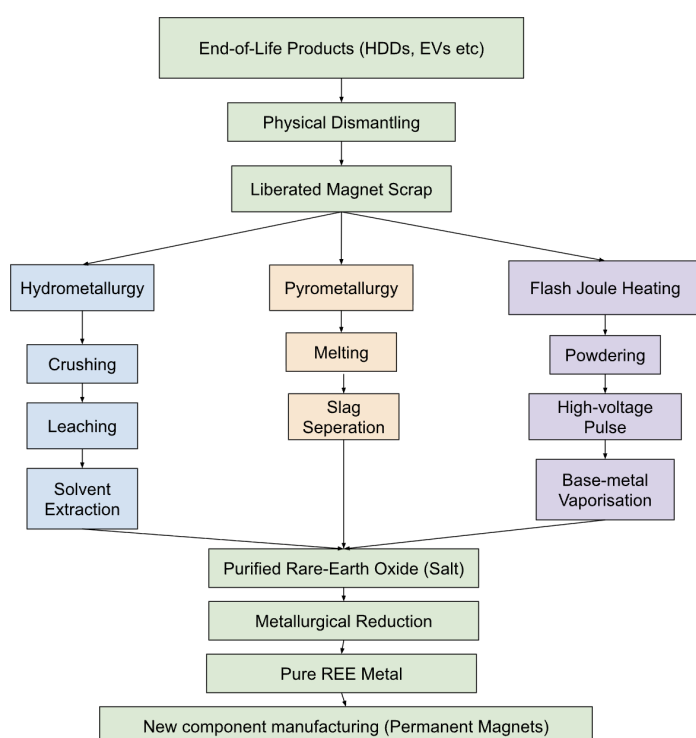 End-of-Life Products (HDDs, EVs etc)
Physical Dismantling
Liberated Magnet Scrap
Hydrometallurgy
Crushing
Leaching
Solvent
Extraction
Pyrometallurgy
Melting
Slag
Seperation
Flash Joule Heating
Powdering
High-voltage
Pulse
Base-metal
Vaporisation
Purified Rare-Earth Oxide (Salt)
Metallurgical Reduction
Pure REE Metal
New component manufacturing (Permanent Magnets)